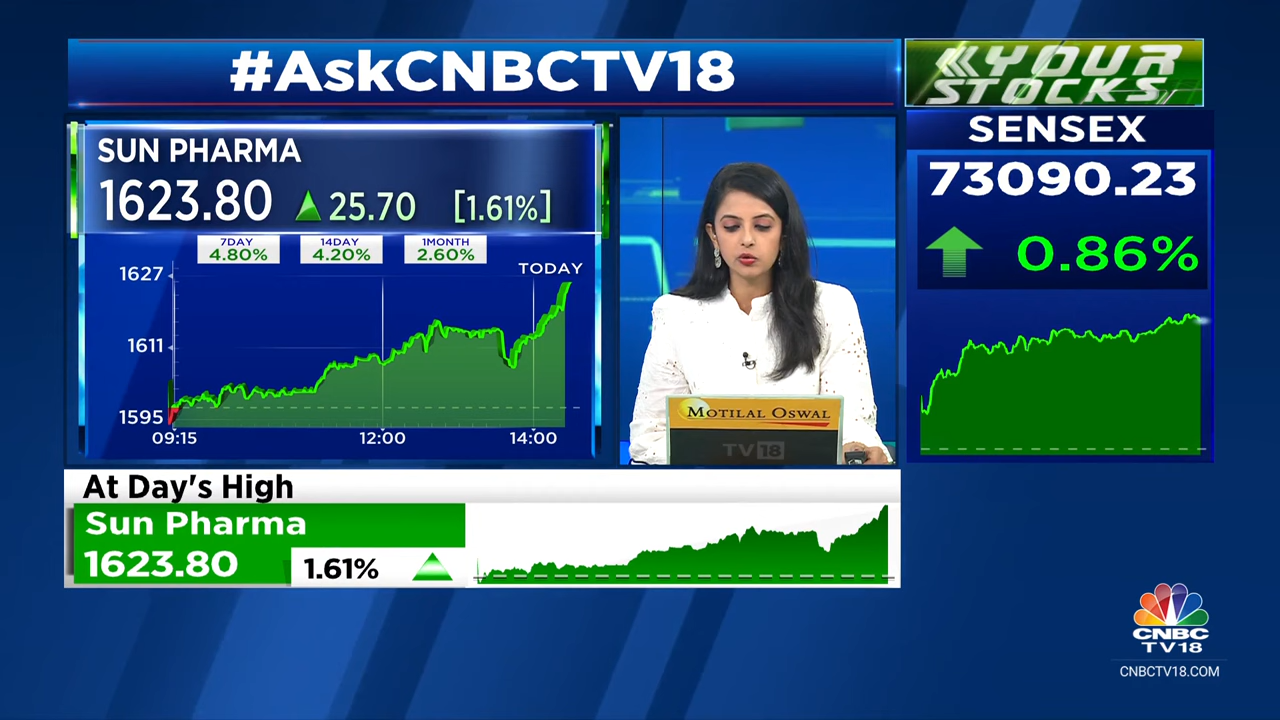 #AskCNBCTV18
YOUR
STOCKS
SUN PHARMA
1623.80 ▲ 25.70 [1.61%]
7DAY
4.80%
14DAY
4.20%
1MONTH
2.60%
TODAY
1627
1611
1595
09:15 12:00 14:00
MOTILAL OSWAL
TV18
SENSEX
73090.23
0.86%
At Day's High
Sun Pharma
1623.80 1.61%
CNBC
TV18
CNBCTV18.COM